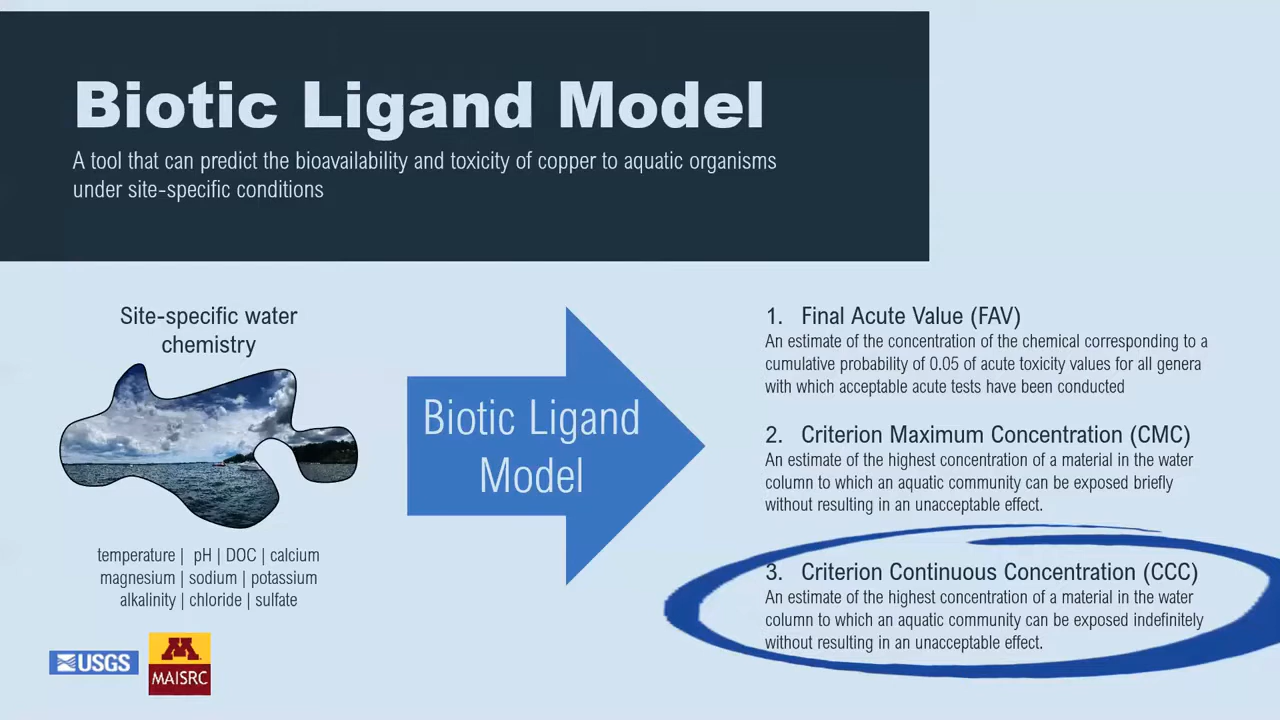 Biotic Ligand Model
A tool that can predict the bioavailability and toxicity of copper to aquatic organisms
under site-specific conditions
Site-specific water
chemistry
temperature | pH | DOC | calcium
magnesium | sodium | potassium
alkalinity | chloride | sulfate
Biotic Ligand
Model
1. Final Acute Value (FAV)
An estimate of the concentration of the chemical corresponding to a
cumulative probability of 0.05 of acute toxicity values for all genera
with which acceptable acute tests have been conducted
2. Criterion Maximum Concentration (CMC)
An estimate of the highest concentration of a material in the water
column to which an aquatic community can be exposed briefly
without resulting in an unacceptable effect.
3. Criterion Continuous Concentration (CCC)
An estimate of the highest concentration of a material in the water
column to which an aquatic community can be exposed indefinitely
without resulting in an unacceptable effect.
USGS
M
MAISRC